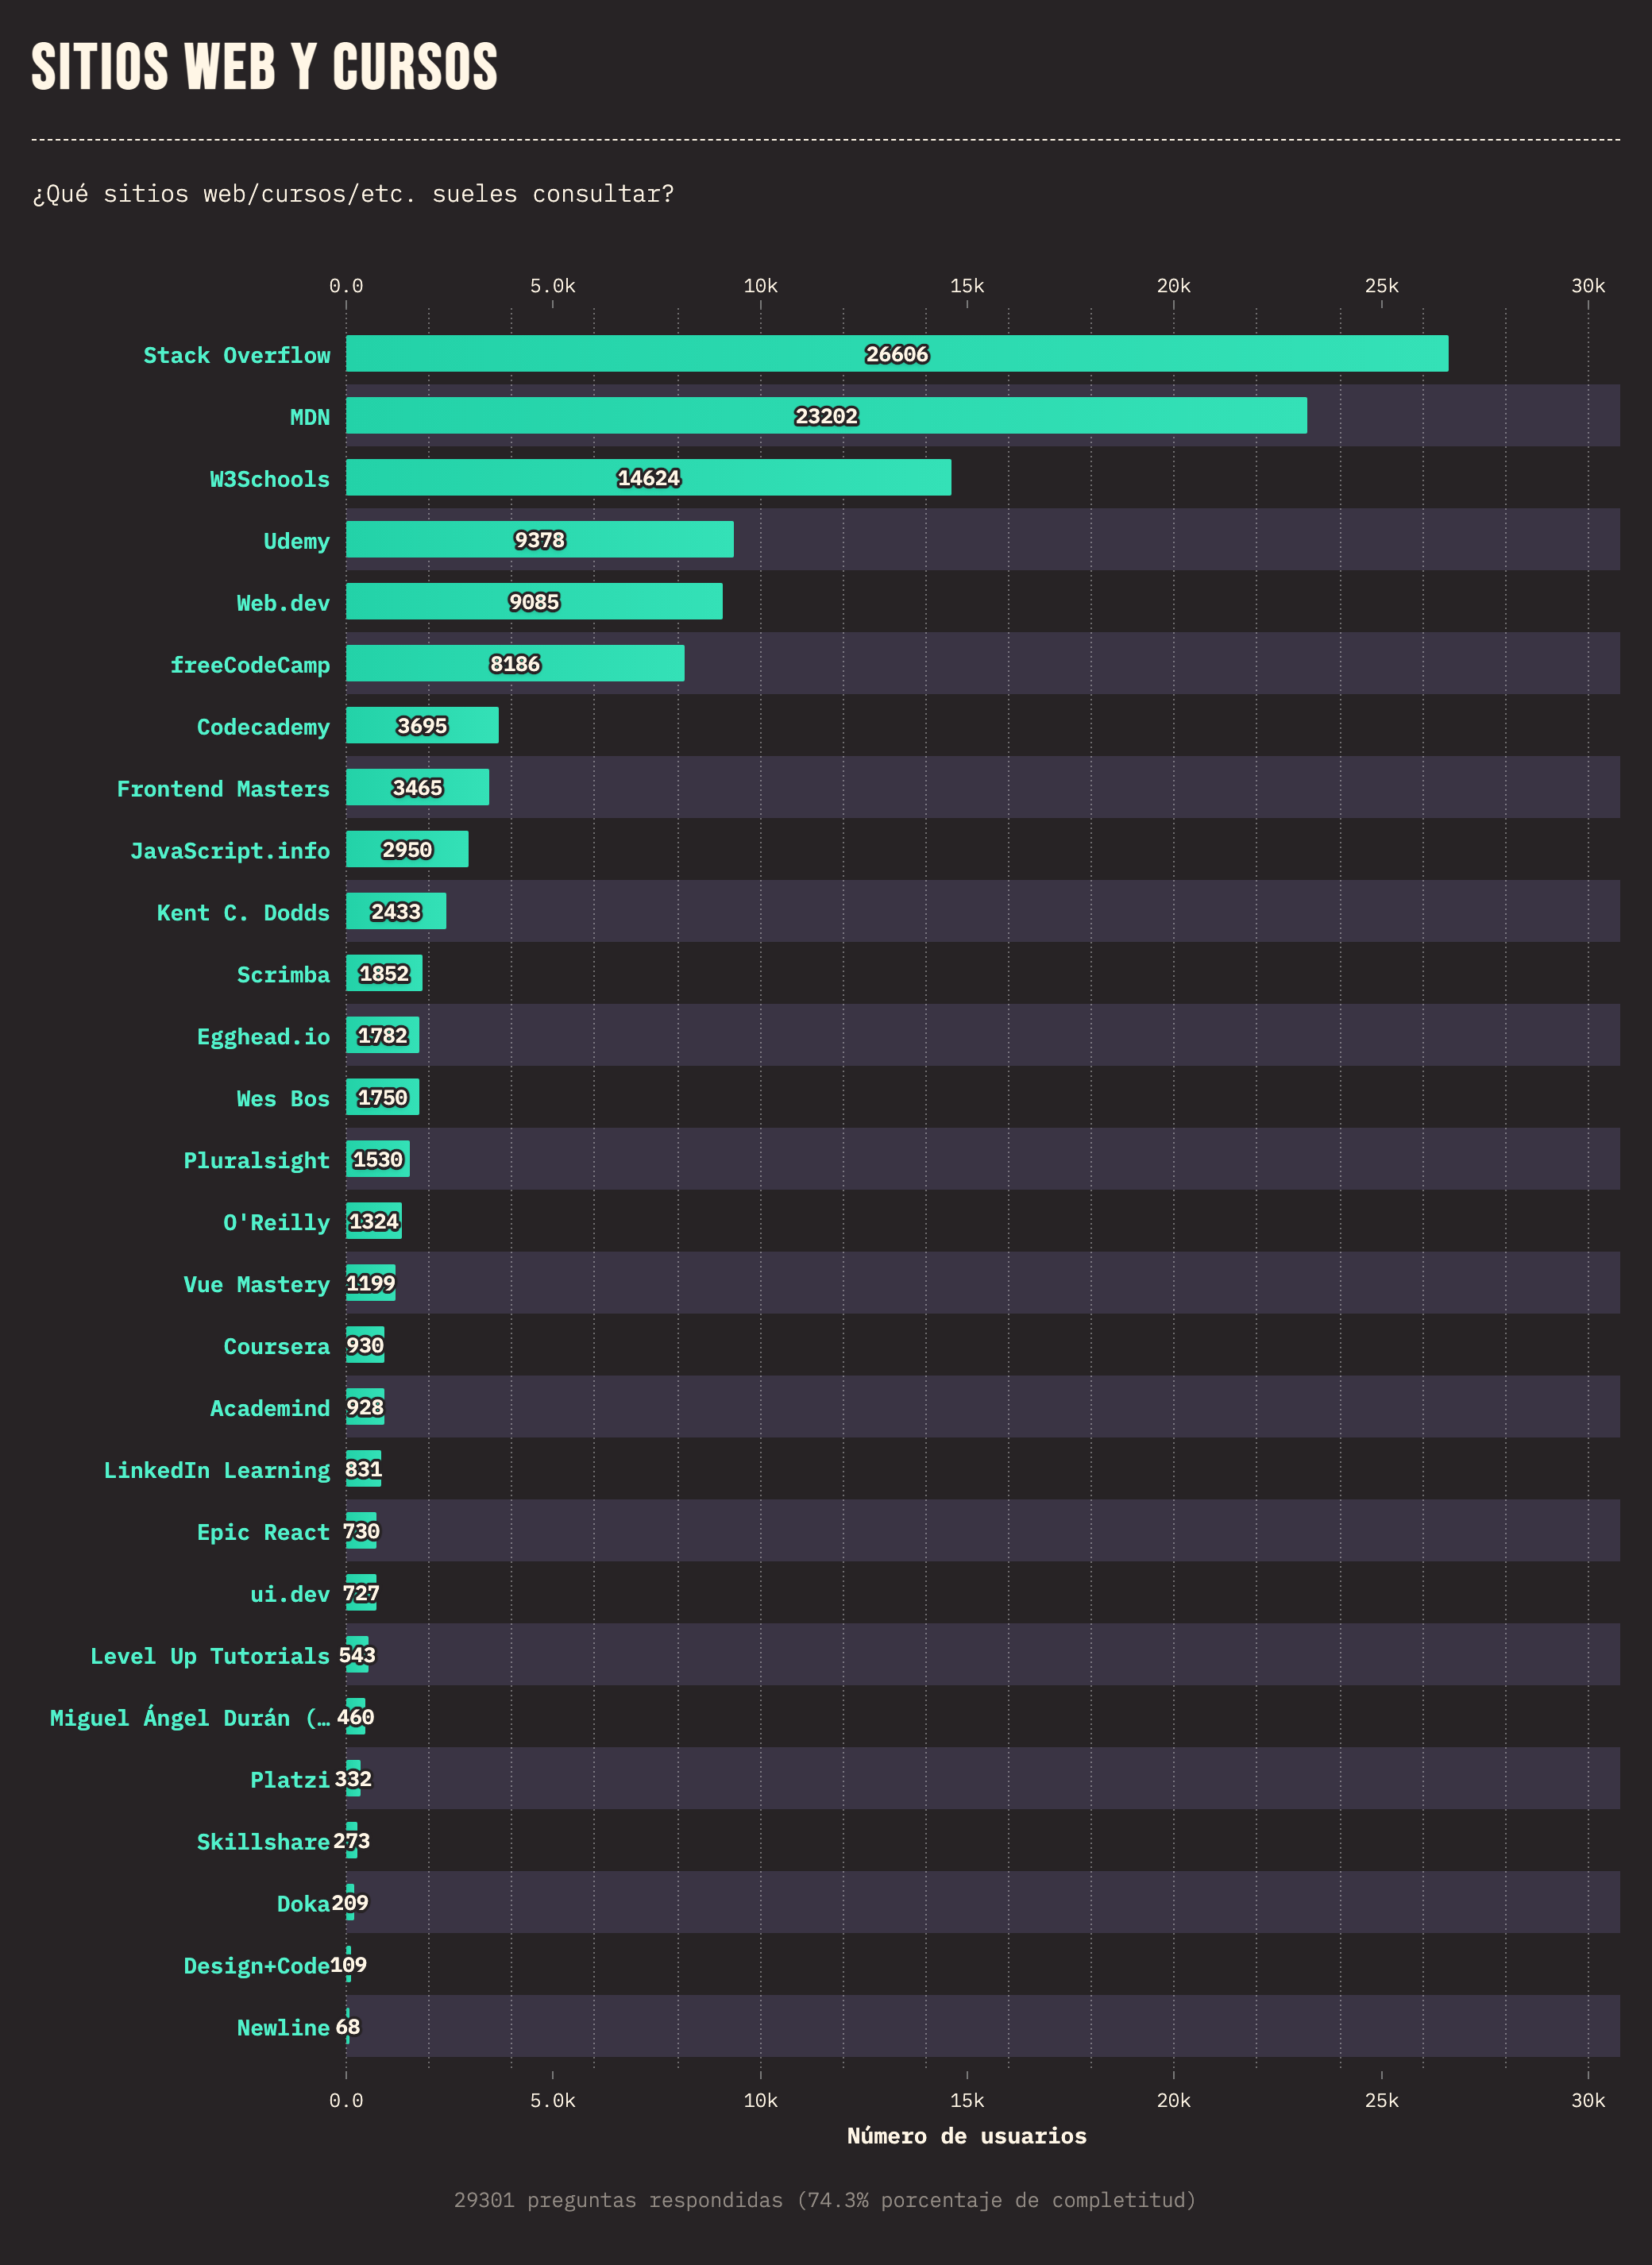 SITIOS WEB Y CURSOS
¿Qué sitios web/cursos/etc. sueles consultar?
0.0 5.0k 10k 15k 20k 25k 30k
Stack Overflow 26606
MDN 23202
W3Schools 14624
Udemy 9378
Web.dev 9085
freeCodeCamp 8186
Codecademy 3695
Frontend Masters 3465
JavaScript.info 2950
Kent C. Dodds 2433
Scrimba 1852
Egghead.io 1782
Wes Bos 1750
Pluralsight 1530
O'Reilly 1324
Vue Mastery 1199
Coursera 930
Academind 928
LinkedIn Learning 831
Epic React 730
ui.dev 727
Level Up Tutorials 543
Miguel Ángel Durán (… 460
Platzi 332
Skillshare 273
Doka 209
Design+Code 109
Newline 68
0.0 5.0k 10k 15k 20k 25k 30k
Número de usuarios
29301 preguntas respondidas (74.3% porcentaje de completitud)